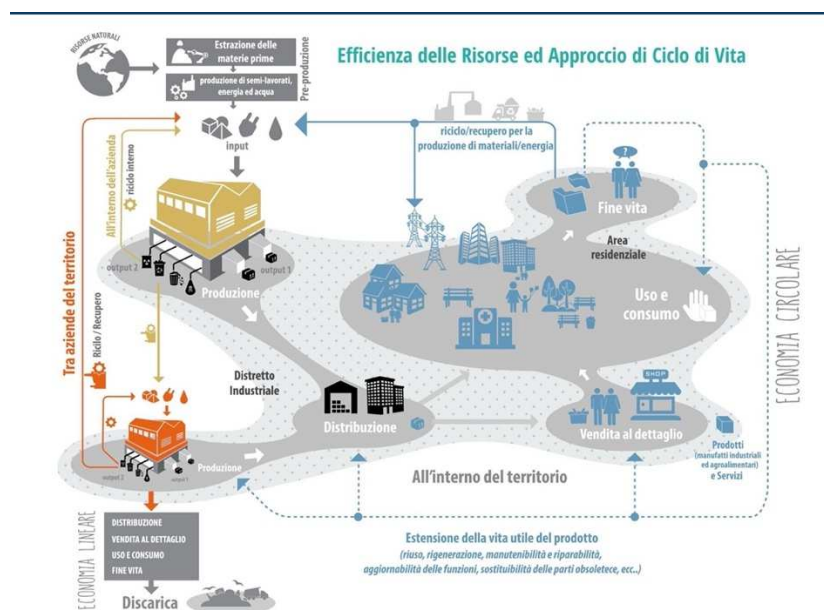 Efficienza delle Risorse ed Approccio di Ciclo di Vita
RISORSE NATURALI
Estrazione delle
materie prime
produzione di semi-lavorati,
energia ed acqua
Pre-produzione
input
riciclo/recupero per la
produzione di materiali/energia
All'interno dell'azienda
riciclo interno
Tra aziende del territorio
Ricilo / Recupero
output 2
output 1
Produzione
Distretto
Industriale
Distribuzione
Area
residenziale
Fine vita
?
Uso e
consumo
SHOP
Vendita al dettaglio
Prodotti
(manufatti industriali
ed agroalimentari)
e Servizi
ECONOMIA CIRCOLARE
output 2
output 1
Produzione
All'interno del territorio
Estensione della vita utile del prodotto
(riuso, rigenerazione, manutenibilità e riparabilità,
aggiornabilità delle funzioni, sostituibilità delle parti obsolete, ecc..)
ECONOMIA LINEARE
DISTRIBUZIONE
VENDITA AL DETTAGLIO
USO E CONSUMO
FINE VITA
Discarica